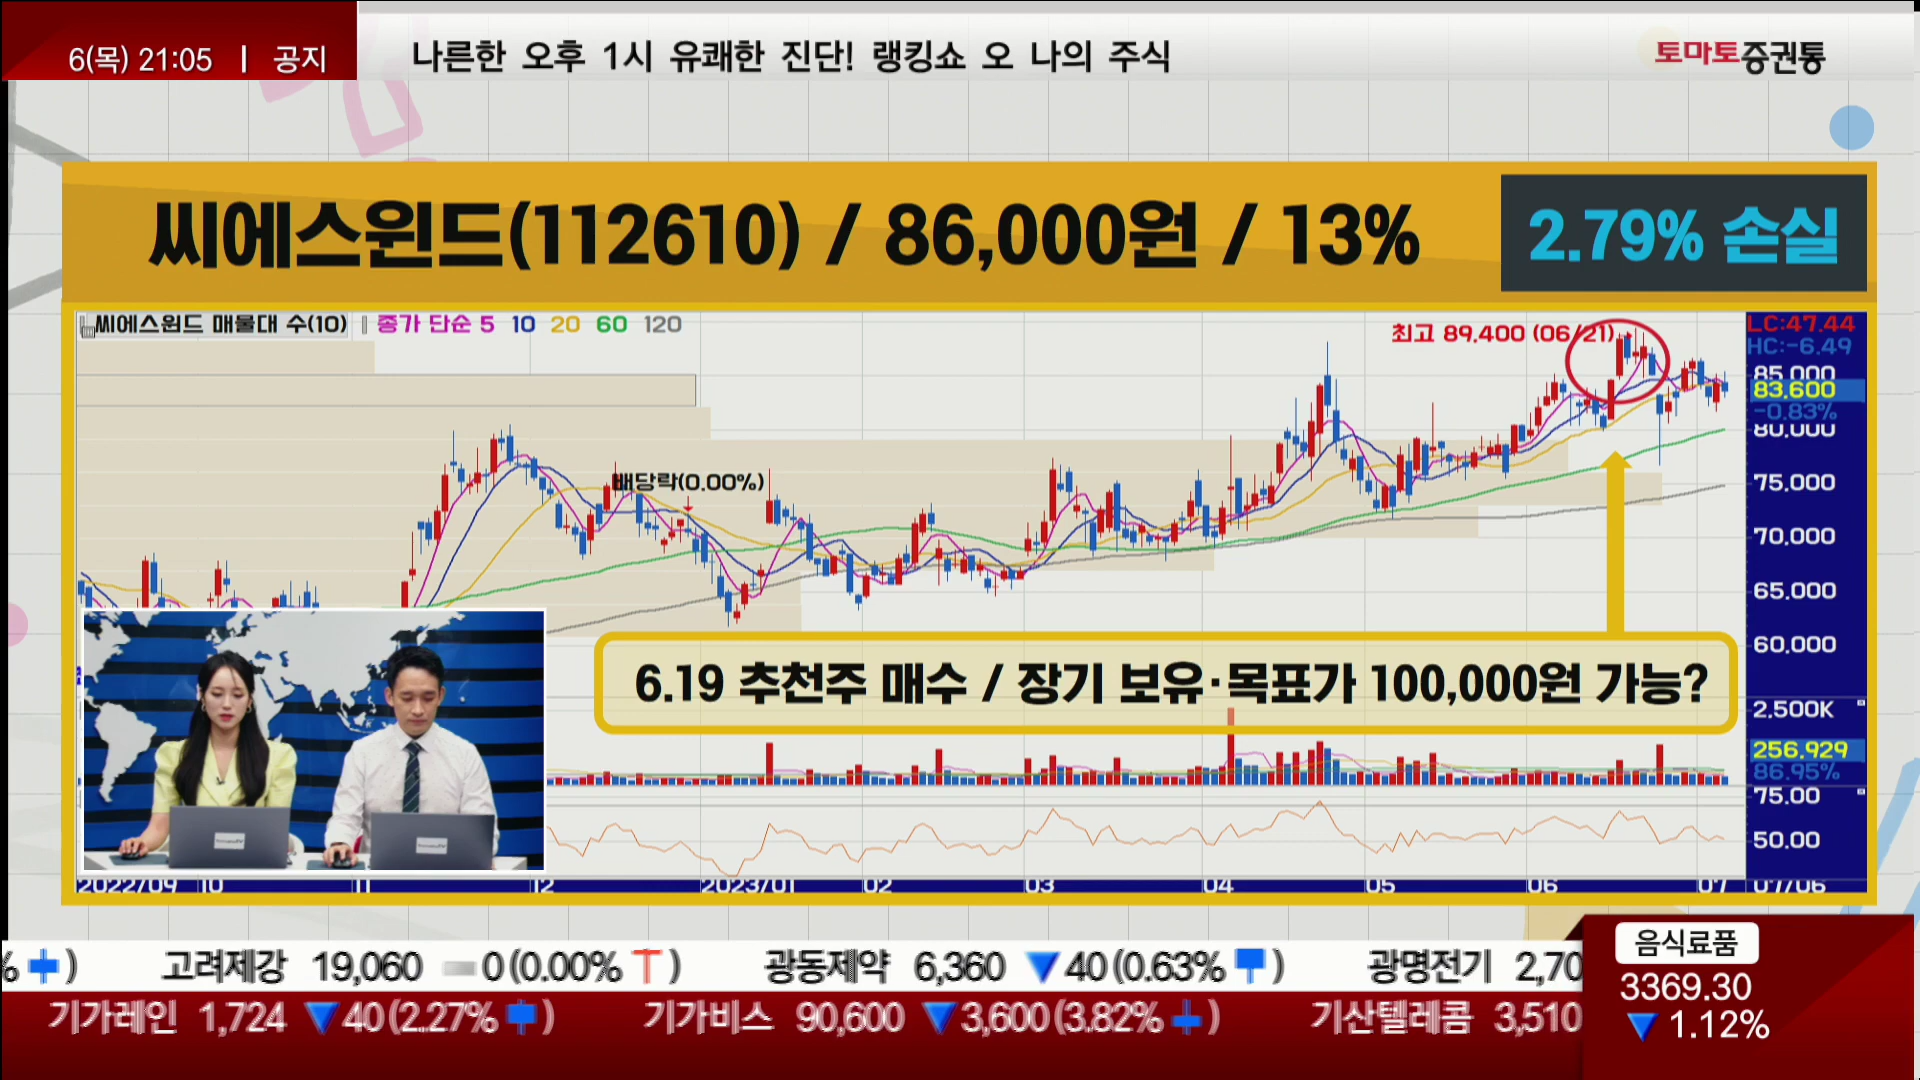 6(목) 21:05 | 공지
나른한 오후 1시 유쾌한 진단! 랭킹쇼 오 나의 주식
토마토증권통
씨에스윈드(112610) / 86,000원 / 13%
2.79% 손실
씨에스윈드 매물대 수(10) 종가 단순 5 10 20 60 120
최고 89,400 (06/21)
LC:47.44
HC:-6.49
85,000
83,600
-0.83%
80,000
배당락(0.00%)
75,000
70,000
65,000
60,000
6.19 추천주 매수 / 장기 보유·목표가 100,000원 가능?
2,500K
256,929
86.95%
75.00
50.00
2022/09 10 11 12 2023/01 02 03 04 05 06 07 07/06
% ) 고려제강 19,060 0(0.00% ) 광동제약 6,360 ▼40(0.63% ) 광명전기 2,70
기가레인 1,724 ▼40(2.27% ) 기가비스 90,600 ▼3,600(3.82% ) 기산텔레콤 3,510
음식료품
3369.30
▼ 1.12%